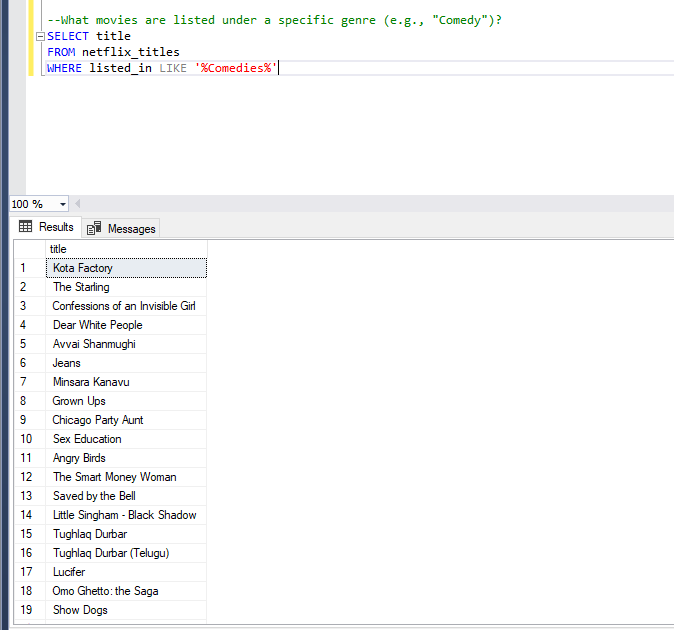 --What movies are listed under a specific genre (e.g., "Comedy")?
SELECT title
FROM netflix_titles
WHERE listed_in LIKE '%Comedies%'
100 %
Results Messages
title
1 Kota Factory
2 The Starling
3 Confessions of an Invisible Girl
4 Dear White People
5 Avvai Shanmughi
6 Jeans
7 Minsara Kanavu
8 Grown Ups
9 Chicago Party Aunt
10 Sex Education
11 Angry Birds
12 The Smart Money Woman
13 Saved by the Bell
14 Little Singham - Black Shadow
15 Tughlaq Durbar
16 Tughlaq Durbar (Telugu)
17 Lucifer
18 Omo Ghetto: the Saga
19 Show Dogs